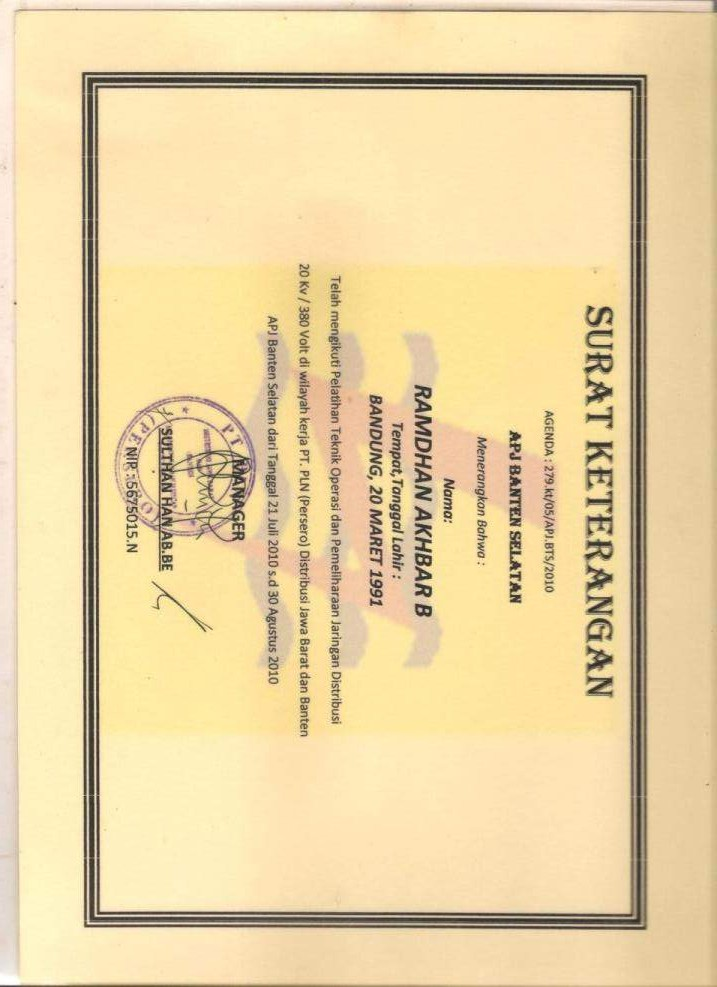 SURAT KETERANGAN
AGENDA : 279.kt/05/APJ.BTS/2010
APJ BANTEN SELATAN
Menerangkan Bahwa :
Nama:
RAMDHAN AKHBAR B
Tempat,Tanggal Lahir :
BANDUNG, 20 MARET 1991
Telah mengikuti Pelatihan Teknik Operasi dan Pemeliharaan Jaringan Distribusi
20 Kv / 380 Volt di wilayah kerja PT. PLN (Persero) Distribusi Jawa Barat dan Banten
APJ Banten Selatan dari Tanggal 21 Juli 2010 s.d 30 Agustus 2010
MANAGER
PT
SULTHAN HAN.AB.BE
NIP : 5675015.N